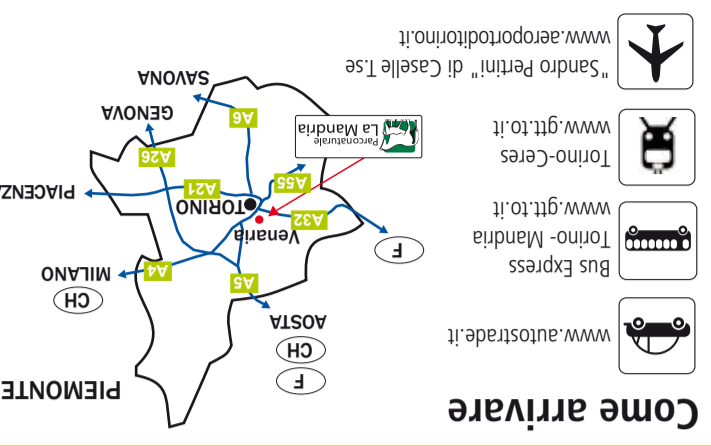 Come arrivare
www.autostrade.it
Bus Express
Torino- Mandria
www.gtt.to.it
Torino-Ceres
www.gtt.to.it
"Sandro Pertini" di Caselle T.se
www.aeroportoditorino.it
PIEMONTE
F
CH
AOSTA
CH
MILANO
A5
A4
F
A32
Venaria
TORINO
A55
A21
PIACENZA
Parconaturale
La Mandria
A6
A26
GENOVA
SAVONA